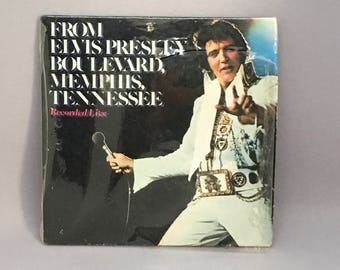 FROM
ELVIS PRESLEY
BOULEVARD,
MEMPHIS,
TENNESSEE
Recorded Live